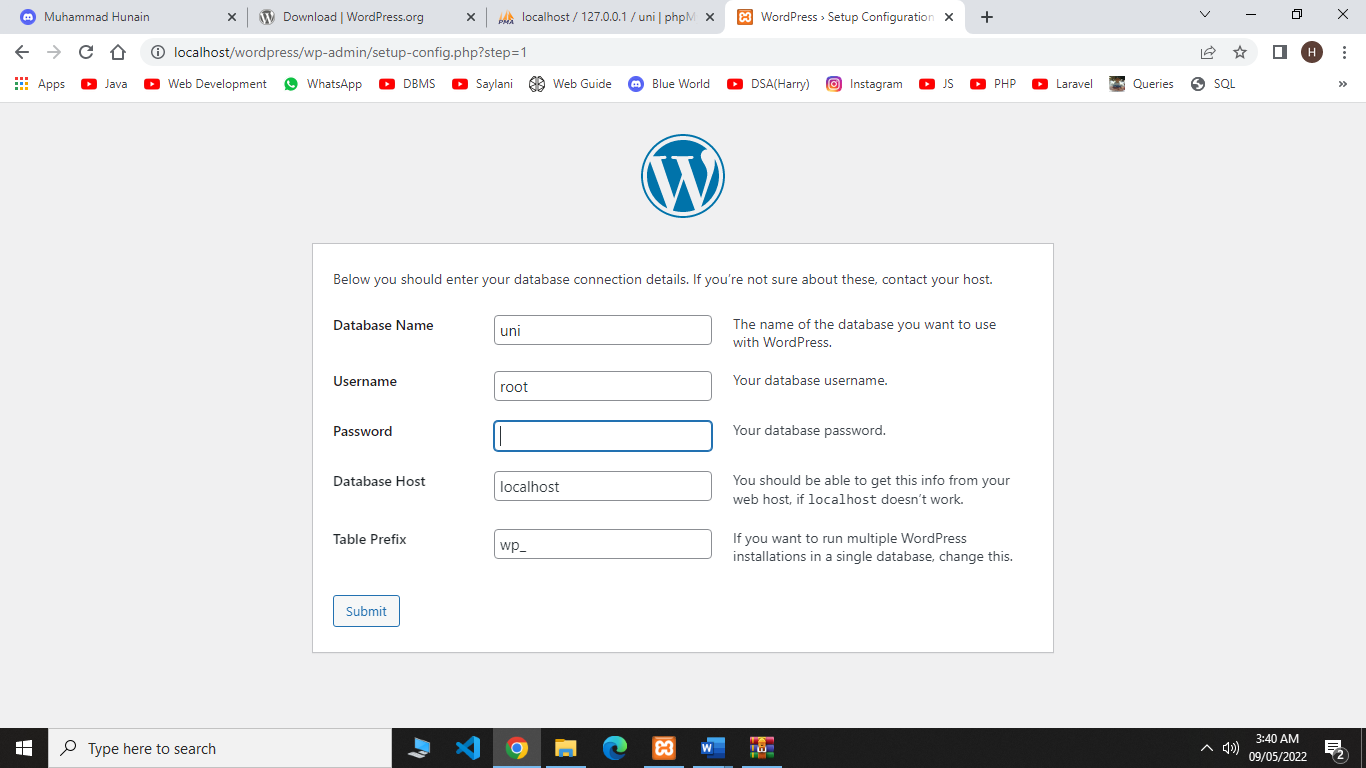 Muhammad Hunain
Download | WordPress.org
localhost / 127.0.0.1 / uni | phpM
WordPress › Setup Configuration
localhost/wordpress/wp-admin/setup-config.php?step=1
H
Apps
Java
Web Development
WhatsApp
DBMS
Saylani
Web Guide
Blue World
DSA(Harry)
Instagram
JS
PHP
Laravel
Queries
SQL
»
W
Below you should enter your database connection details. If you’re not sure about these, contact your host.
Database Name
uni
The name of the database you want to use
with WordPress.
Username
root
Your database username.
Password
Your database password.
Database Host
localhost
You should be able to get this info from your
web host, if localhost doesn’t work.
Table Prefix
wp_
If you want to run multiple WordPress
installations in a single database, change this.
Submit
Type here to search
3:40 AM
09/05/2022
2